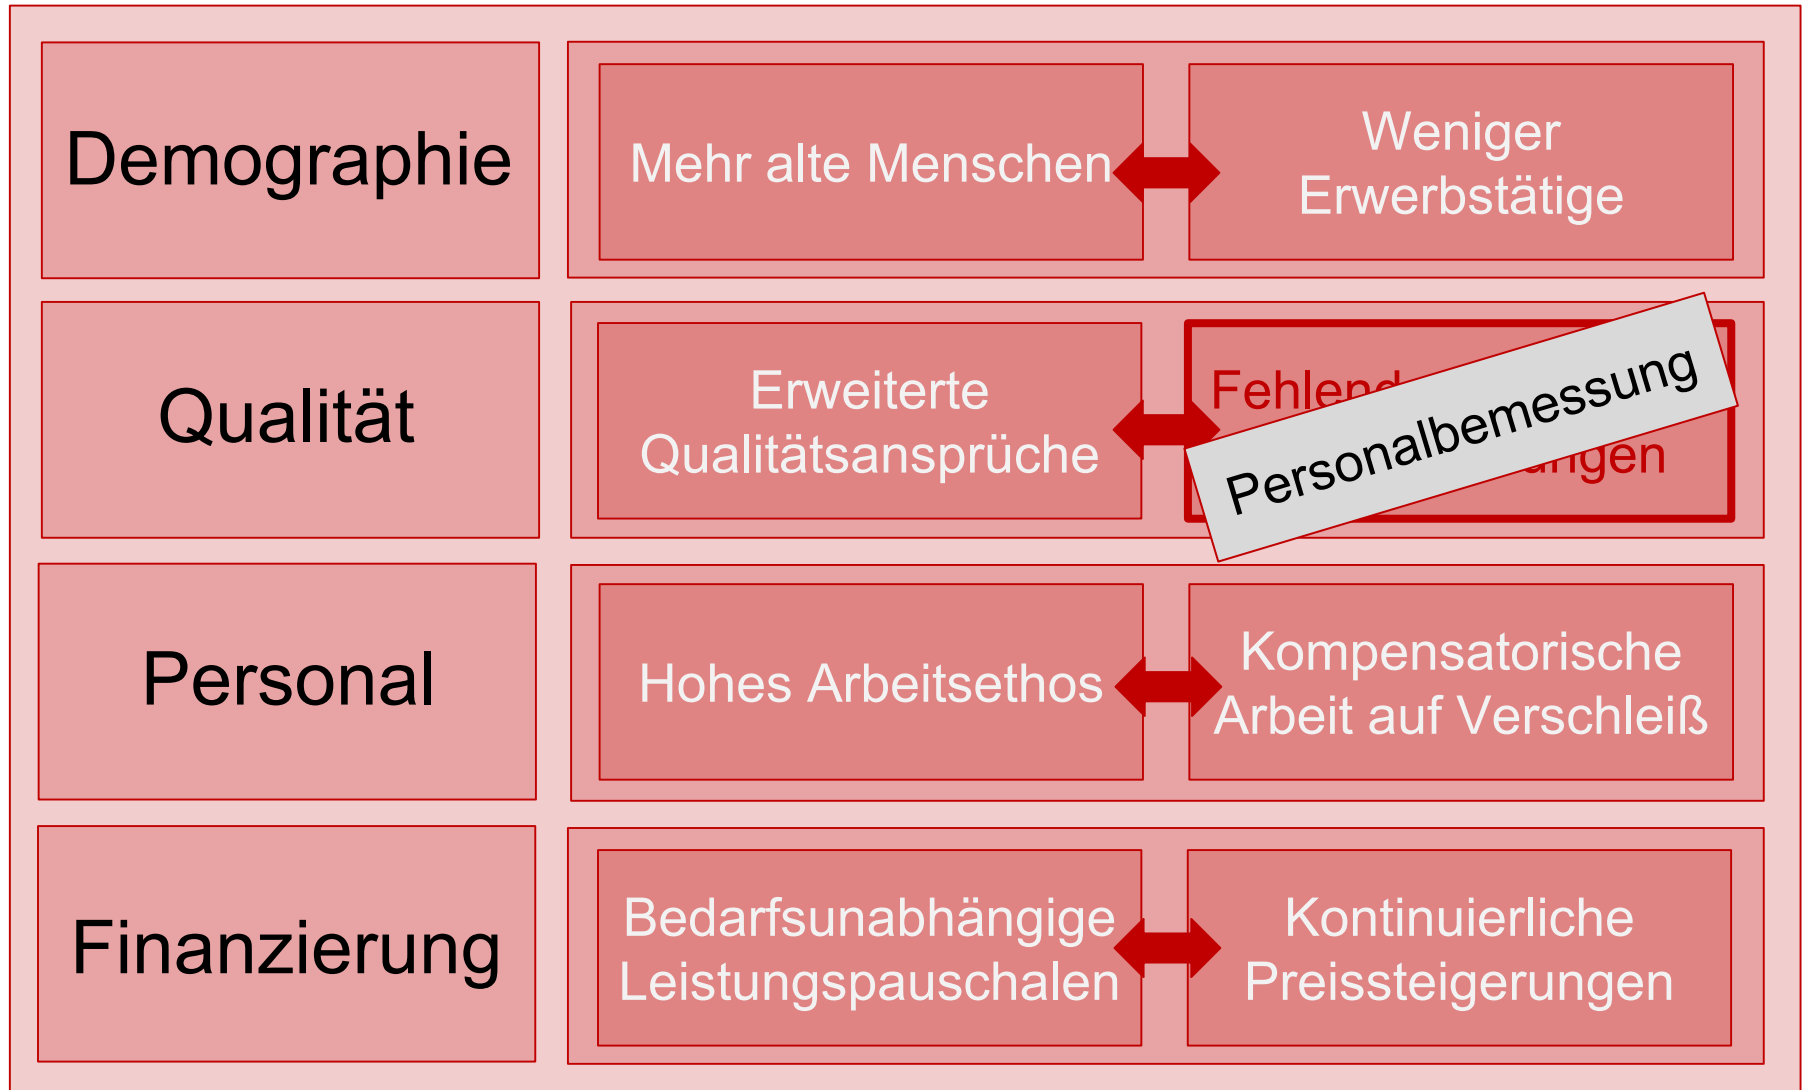 Demographie
Mehr alte Menschen
Weniger
Erwerbstätige
Qualität
Erweiterte
Qualitätsansprüche
Personalbemessung
Personal
Hohes Arbeitsethos
Kompensatorische
Arbeit auf Verschleiß
Finanzierung
Bedarfsunabhängige
Leistungspauschalen
Kontinuierliche
Preissteigerungen